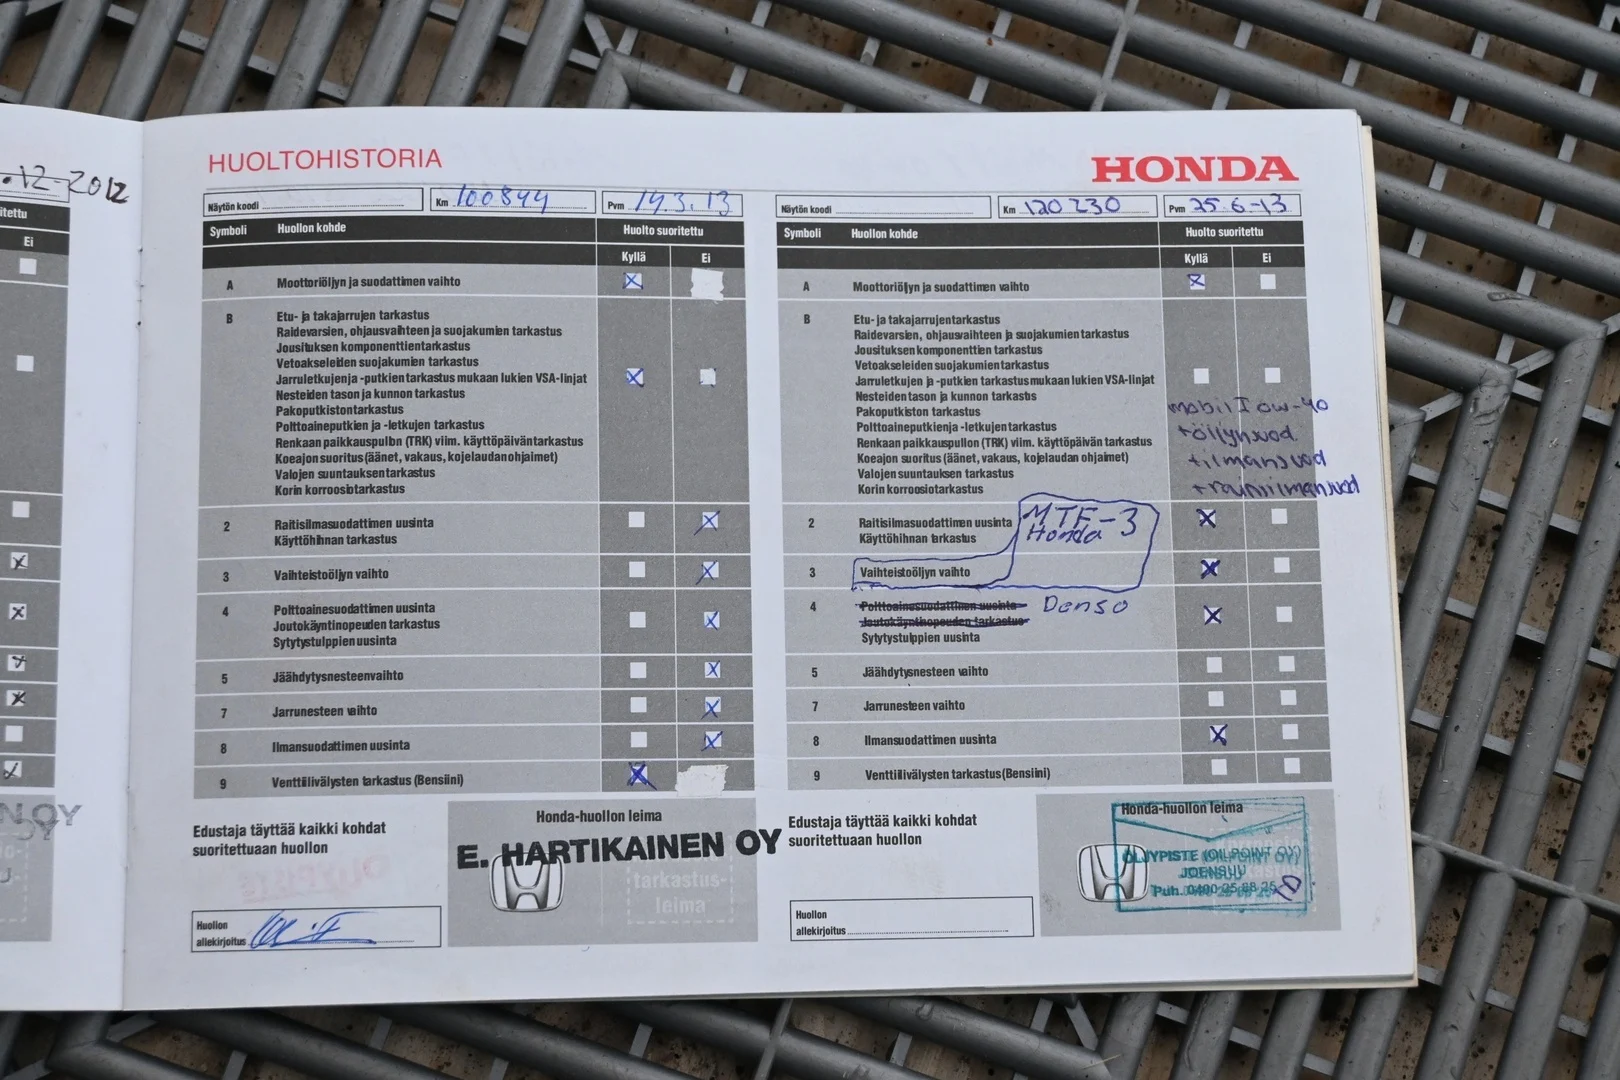 .12-2012
itettu
Ei
N OY
HUOLTOHISTORIA
HONDA
Näytön koodi
Km 100844
Pvm 14.3.13
Symboli Huollon kohde Huolto suoritettu
Kyllä Ei
A Moottoriöljyn ja suodattimen vaihto
B Etu- ja takajarrujen tarkastus
Raidevarsien, ohjausvaihteen ja suojakumien tarkastus
Jousituksen komponenttien tarkastus
Vetoakseleiden suojakumien tarkastus
Jarruletkujen ja -putkien tarkastus mukaan lukien VSA-linjat
Nesteiden tason ja kunnon tarkastus
Pakoputkiston tarkastus
Polttoaineputkien ja -letkujen tarkastus
Renkaan paikkauspullon (TRK) viim. käyttöpäivän tarkastus
Koeajon suoritus (äänet, vakaus, kojelaudan ohjaimet)
Valojen suuntauksen tarkastus
Korin korroosiotarkastus
2 Raitisilmasuodattimen uusinta
Käyttöhihnan tarkastus
3 Vaihteistoöljyn vaihto
4 Polttoainesuodattimen uusinta
Joutokäyntinopeuden tarkastus
Sytytystulppien uusinta
5 Jäähdytysnesteen vaihto
7 Jarrunesteen vaihto
8 Ilmansuodattimen uusinta
9 Venttiilivälysten tarkastus (Bensiini)
Edustaja täyttää kaikki kohdat
suoritettuaan huollon
Honda-huollon leima
E. HARTIKAINEN OY
tarkastus-
leima
Huollon
allekirjoitus
Näytön koodi
Km 120 230
Pvm 25.6-13
Symboli Huollon kohde Huolto suoritettu
Kyllä Ei
A Moottoriöljyn ja suodattimen vaihto
B Etu- ja takajarrujen tarkastus
Raidevarsien, ohjausvaihteen ja suojakumien tarkastus
Jousituksen komponenttien tarkastus
Vetoakseleiden suojakumien tarkastus
Jarruletkujen ja -putkien tarkastus mukaan lukien VSA-linjat
Nesteiden tason ja kunnon tarkastus
Pakoputkiston tarkastus
Polttoaineputkien ja -letkujen tarkastus
Renkaan paikkauspullon (TRK) viim. käyttöpäivän tarkastus
Koeajon suoritus (äänet, vakaus, kojelaudan ohjaimet)
Valojen suuntauksen tarkastus
Korin korroosiotarkastus
mobil 1 0w-40
+öljynsuod
+ilmansuod
+raitisilmansuod
2 Raitisilmasuodattimen uusinta
Käyttöhihnan tarkastus
MTF-3
Honda
3 Vaihteistoöljyn vaihto
4 Polttoainesuodattimen uusinta
Joutokäyntinopeuden tarkastus
Sytytystulppien uusinta
Denso
5 Jäähdytysnesteen vaihto
7 Jarrunesteen vaihto
8 Ilmansuodattimen uusinta
9 Venttiilivälysten tarkastus (Bensiini)
Edustaja täyttää kaikki kohdat
suoritettuaan huollon
Honda-huollon leima
ÖLJYPISTE (OILPOINT OY)
JOENSUU
Puh. 0400 25 88 25
Huollon
allekirjoitus